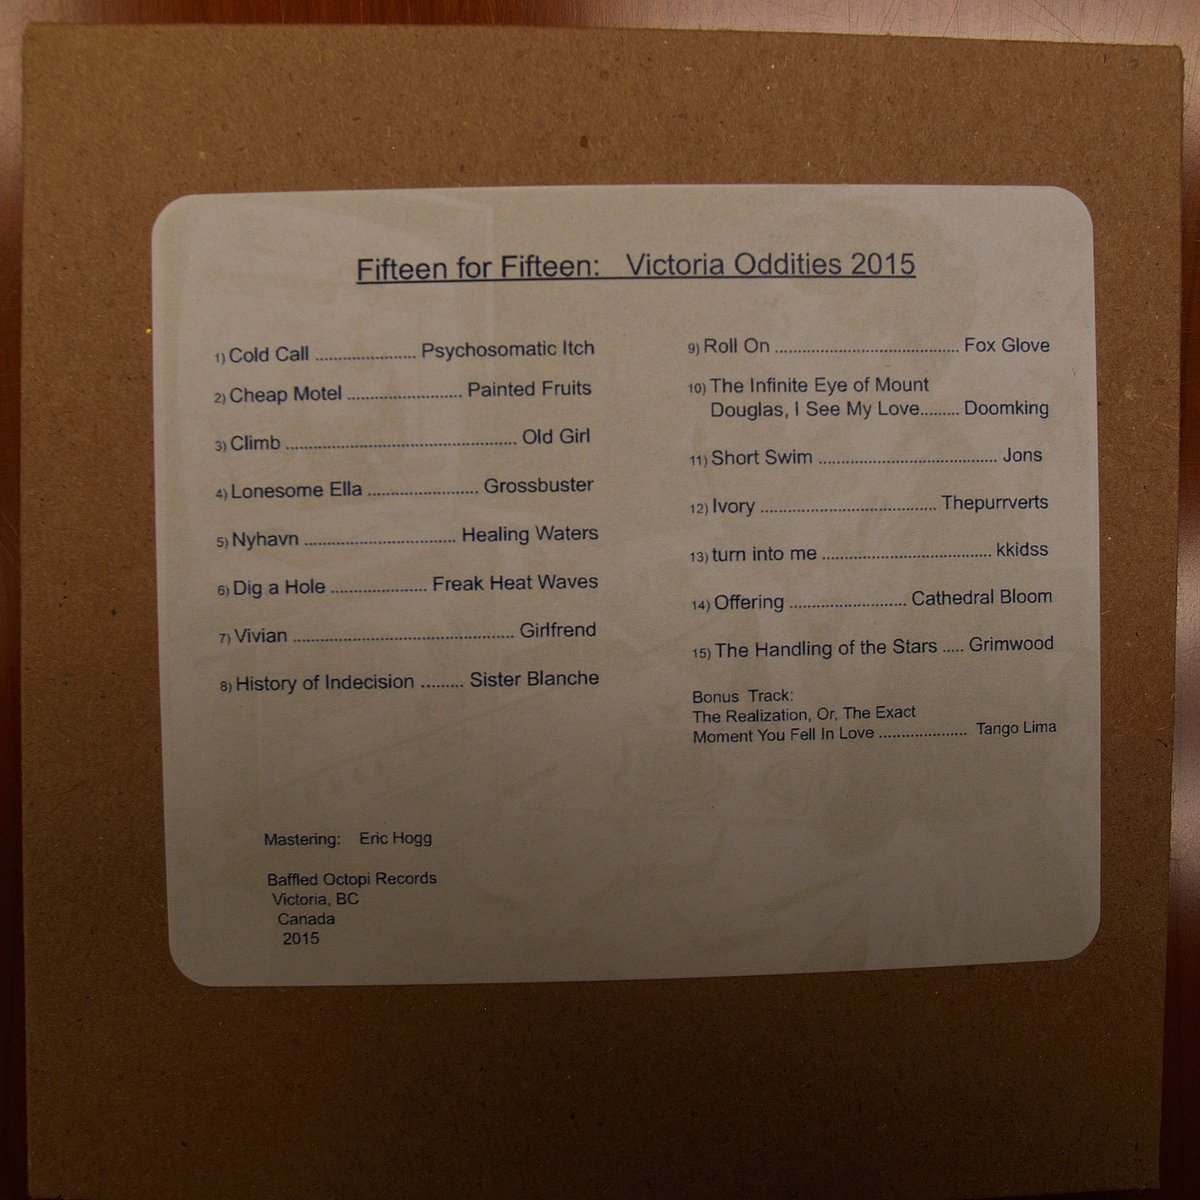 Fifteen for Fifteen: Victoria Oddities 2015
1) Cold Call ..................... Psychosomatic Itch
2) Cheap Motel ........................ Painted Fruits
3) Climb ................................................ Old Girl
4) Lonesome Ella ....................... Grossbuster
5) Nyhavn ................................ Healing Waters
6) Dig a Hole .................... Freak Heat Waves
7) Vivian .............................................. Girlfrend
8) History of Indecision ......... Sister Blanche
9) Roll On ...................................... Fox Glove
10) The Infinite Eye of Mount
Douglas, I See My Love........ Doomking
11) Short Swim ..................................... Jons
12) Ivory ..................................... Thepurrverts
13) turn into me ................................... kkidss
14) Offering ......................... Cathedral Bloom
15) The Handling of the Stars ..... Grimwood
Bonus Track:
The Realization, Or, The Exact
Moment You Fell In Love .................... Tango Lima
Mastering: Eric Hogg
Baffled Octopi Records
Victoria, BC
Canada
2015